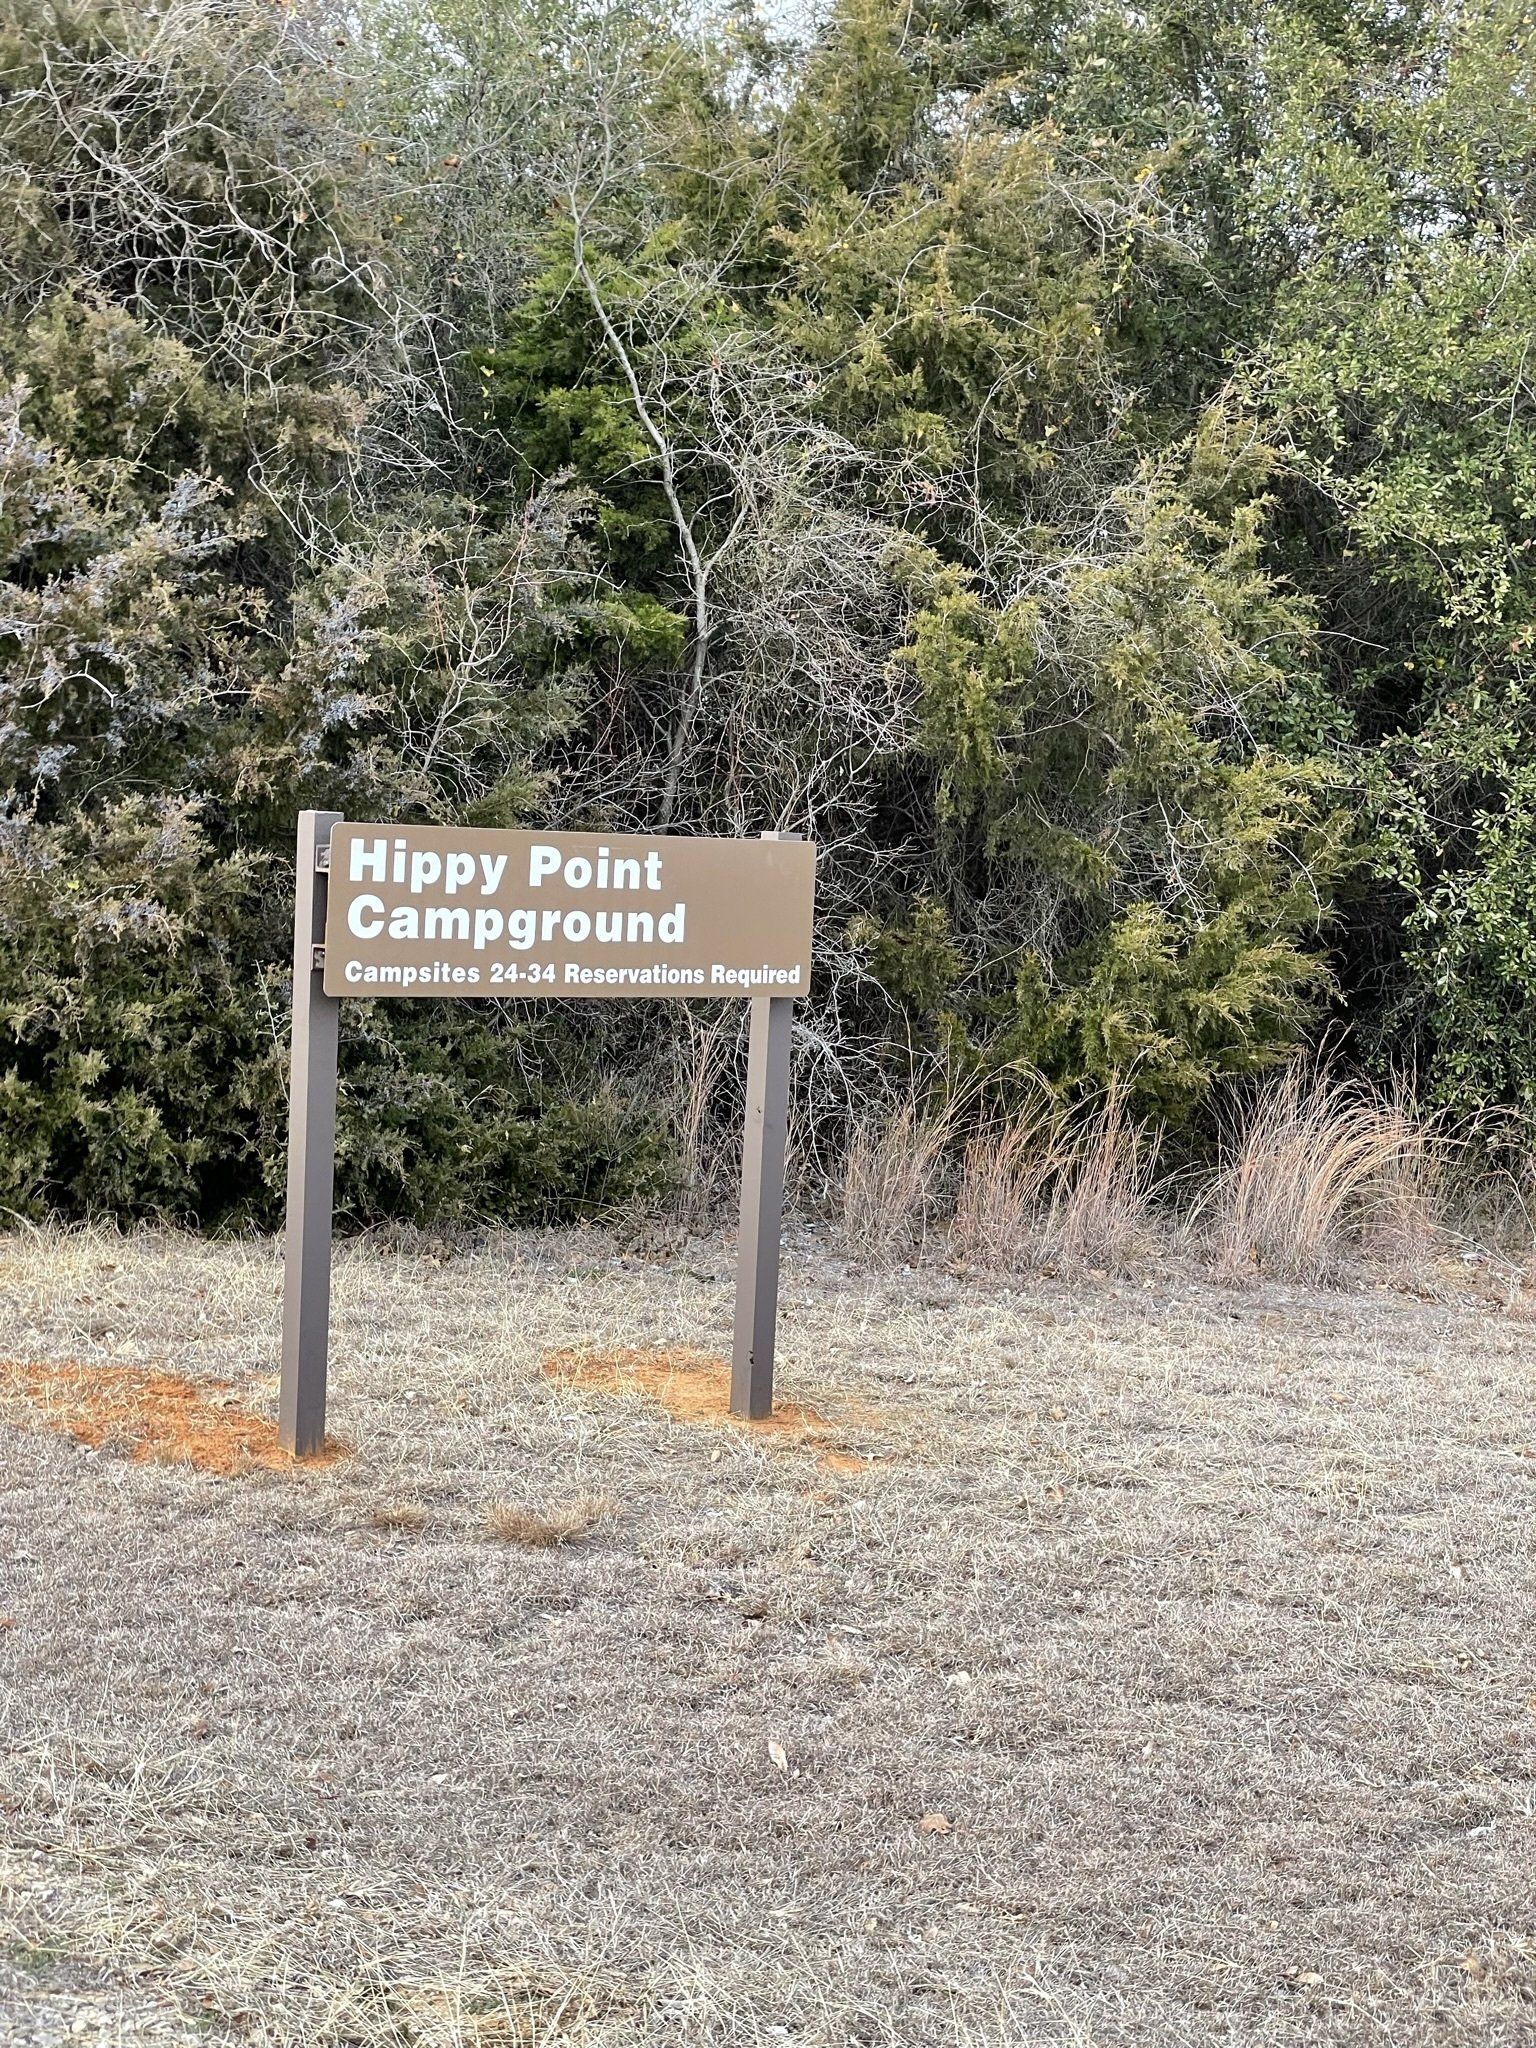 Hippy Point
Campground
Campsites 24-34 Reservations Required